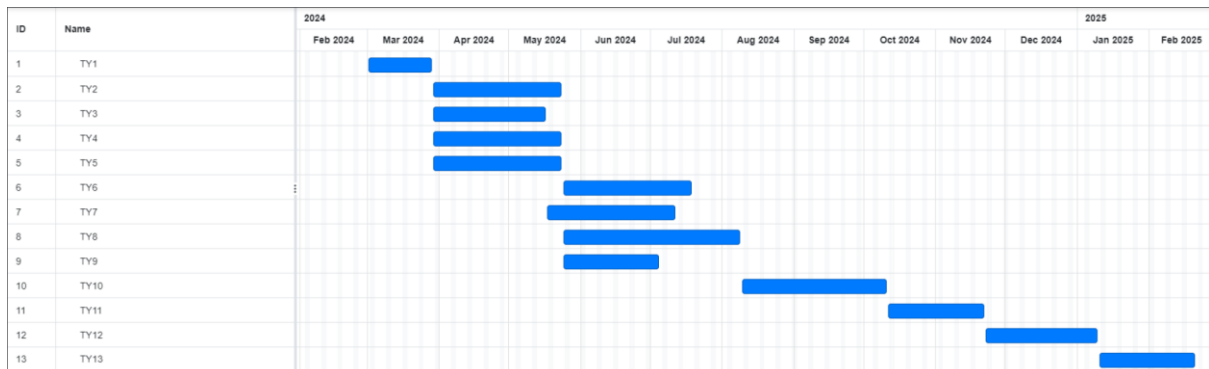 2024 2025
ID Name
Feb 2024 Mar 2024 Apr 2024 May 2024 Jun 2024 Jul 2024 Aug 2024 Sep 2024 Oct 2024 Nov 2024 Dec 2024 Jan 2025 Feb 2025
1 TY1
2 TY2
3 TY3
4 TY4
5 TY5
6 TY6
7 TY7
8 TY8
9 TY9
10 TY10
11 TY11
12 TY12
13 TY13